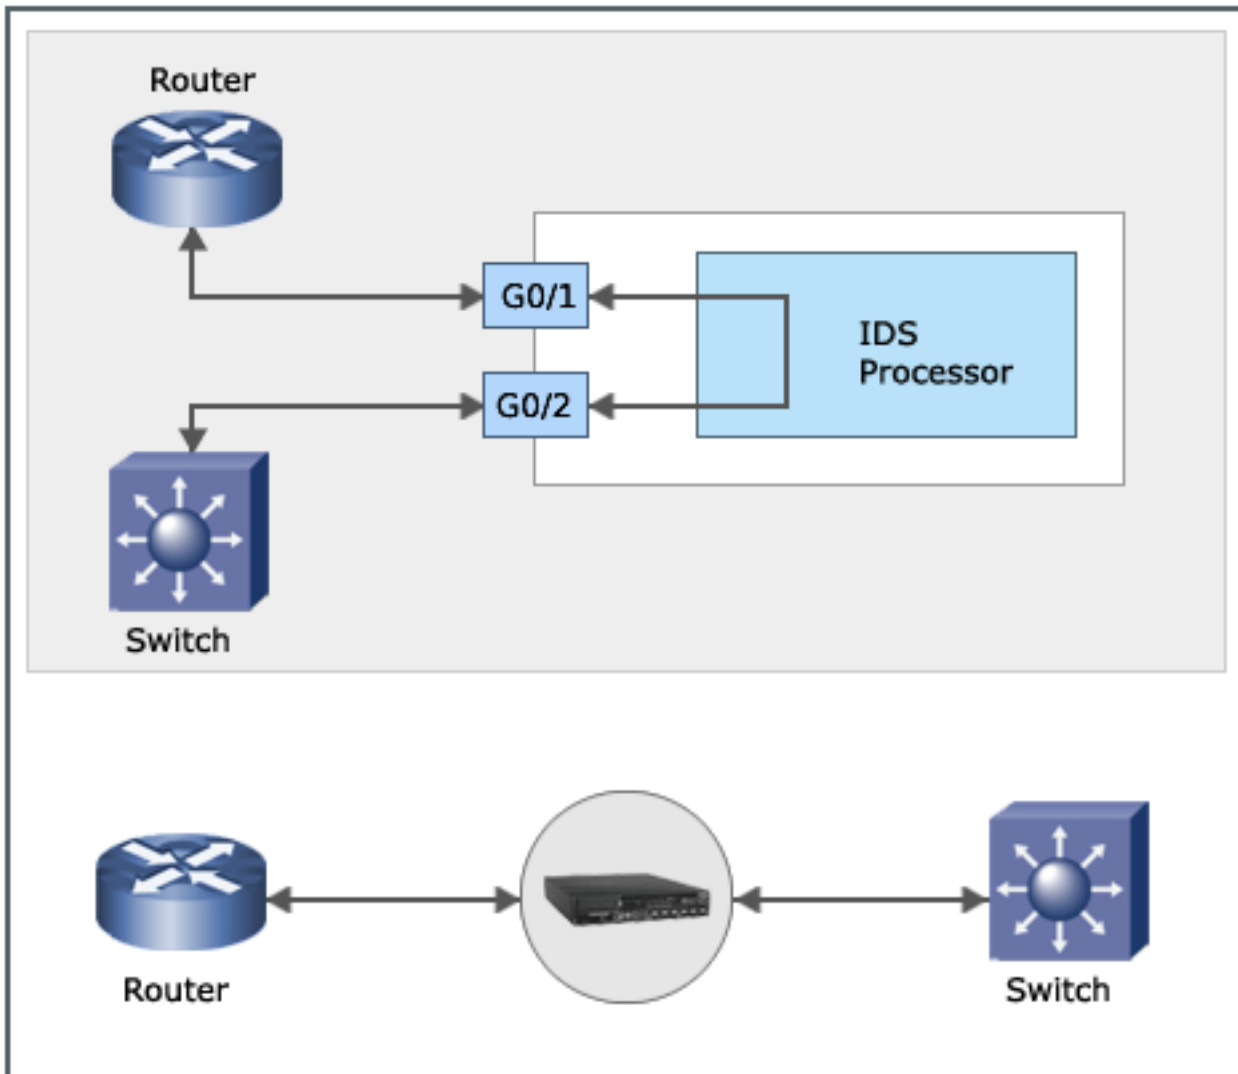 Router
G0/1
IDS
Processor
G0/2
Switch
Router
Switch